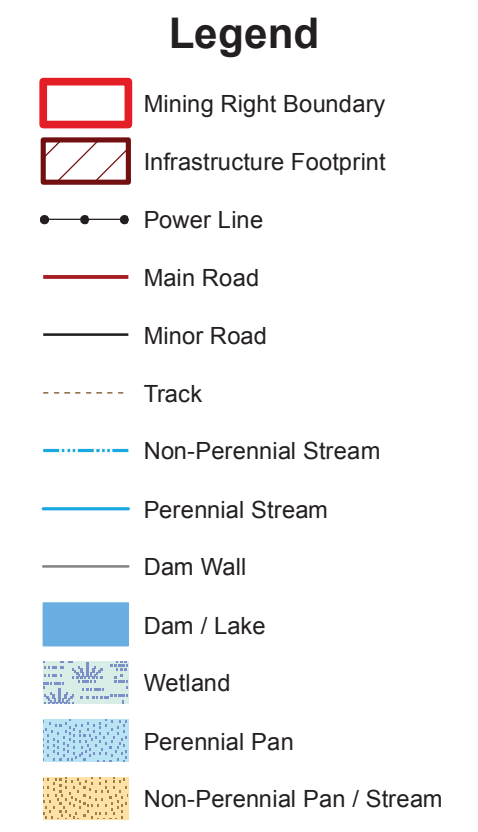 Legend
Mining Right Boundary
Infrastructure Footprint
Power Line
Main Road
Minor Road
Track
Non-Perennial Stream
Perennial Stream
Dam Wall
Dam / Lake
Wetland
Perennial Pan
Non-Perennial Pan / Stream